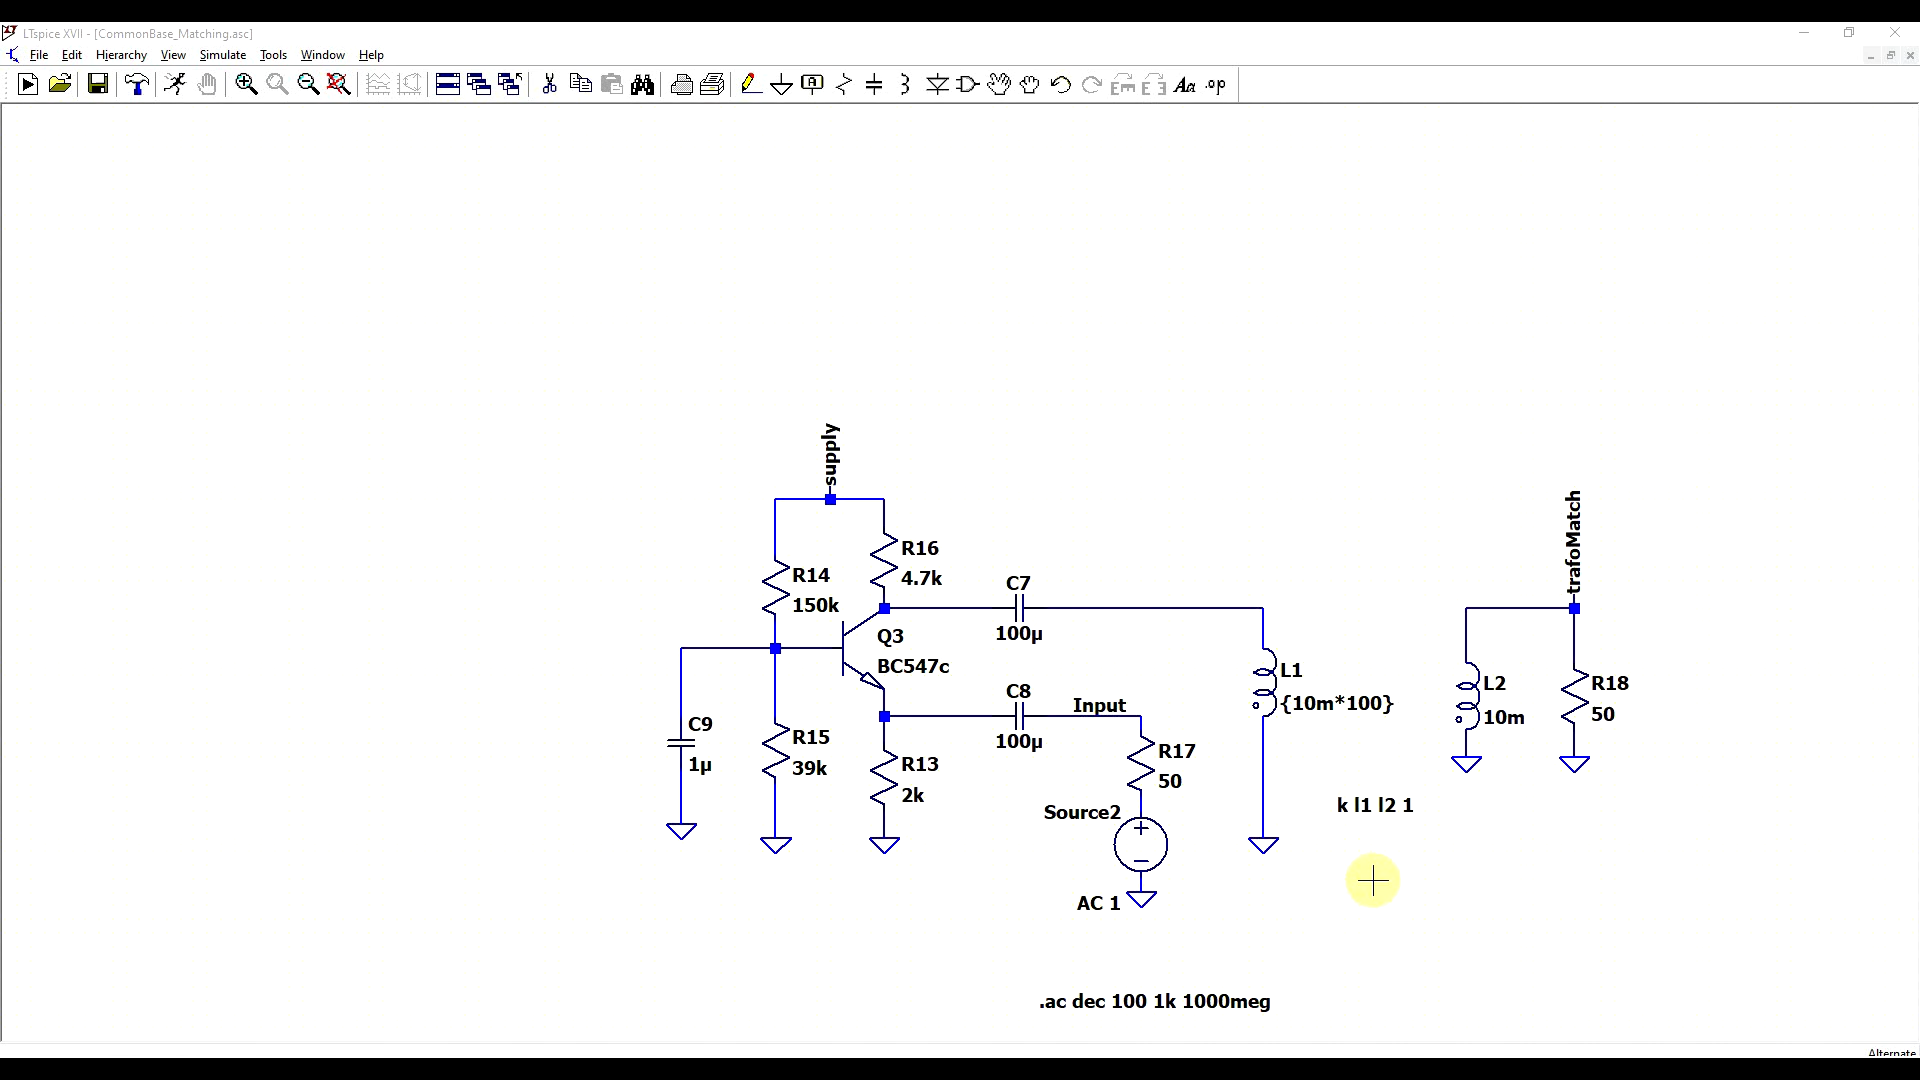 LTspice XVII - [CommonBase_Matching.asc]
File Edit Hierarchy View Simulate Tools Window Help
.op
supply
trafoMatch
R16
4.7k
R14
150k
C7
100µ
Q3
BC547c
L1
{10m*100}
L2
10m
R18
50
C8
100µ
Input
C9
1µ
R15
39k
R13
2k
R17
50
Source2
k l1 l2 1
AC 1
.ac dec 100 1k 1000meg
Alternate